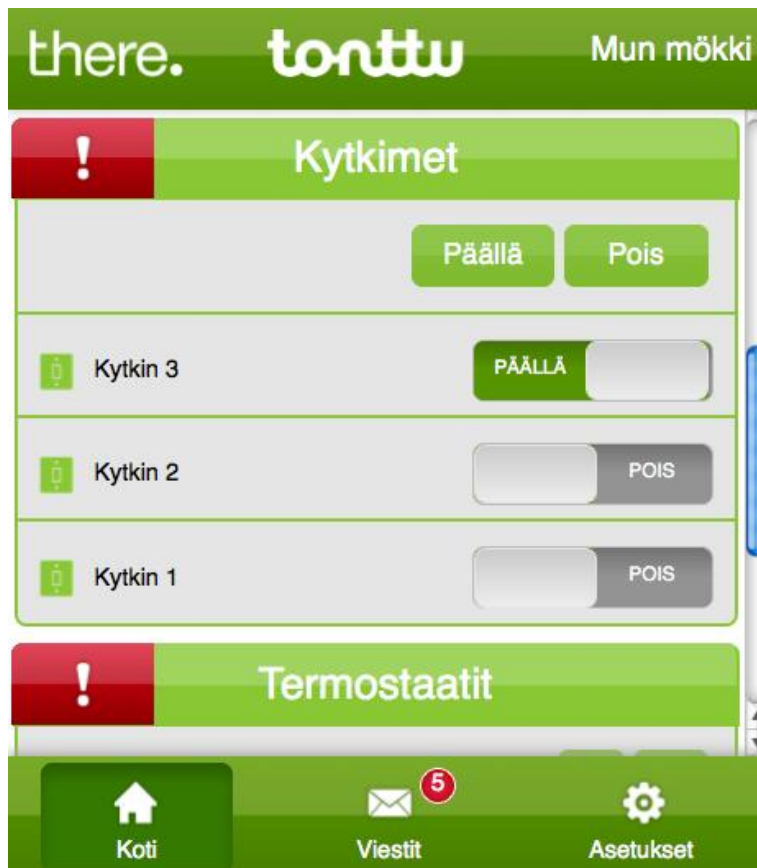 there. tonttu Mun mökki
! Kytkimet
Päällä Pois
Kytkin 3 PÄÄLLÄ
Kytkin 2 POIS
Kytkin 1 POIS
! Termostaatit
5
Koti Viestit Asetukset